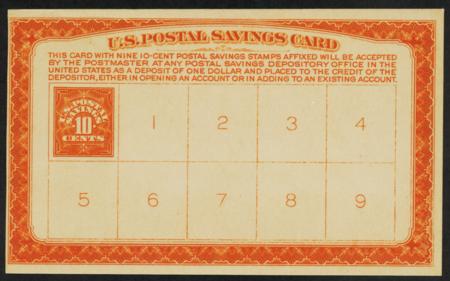 U.S. POSTAL SAVINGS CARD
THIS CARD WITH NINE 10-CENT POSTAL SAVINGS STAMPS AFFIXED WILL BE ACCEPTED
BY THE POSTMASTER AT ANY POSTAL SAVINGS DEPOSITORY OFFICE IN THE
UNITED STATES AS A DEPOSIT OF ONE DOLLAR AND PLACED TO THE CREDIT OF THE
DEPOSITOR, EITHER IN OPENING AN ACCOUNT OR IN ADDING TO AN EXISTING ACCOUNT.
U.S. POSTAL
SAVINGS
10
CENTS
1 2 3 4
5 6 7 8 9